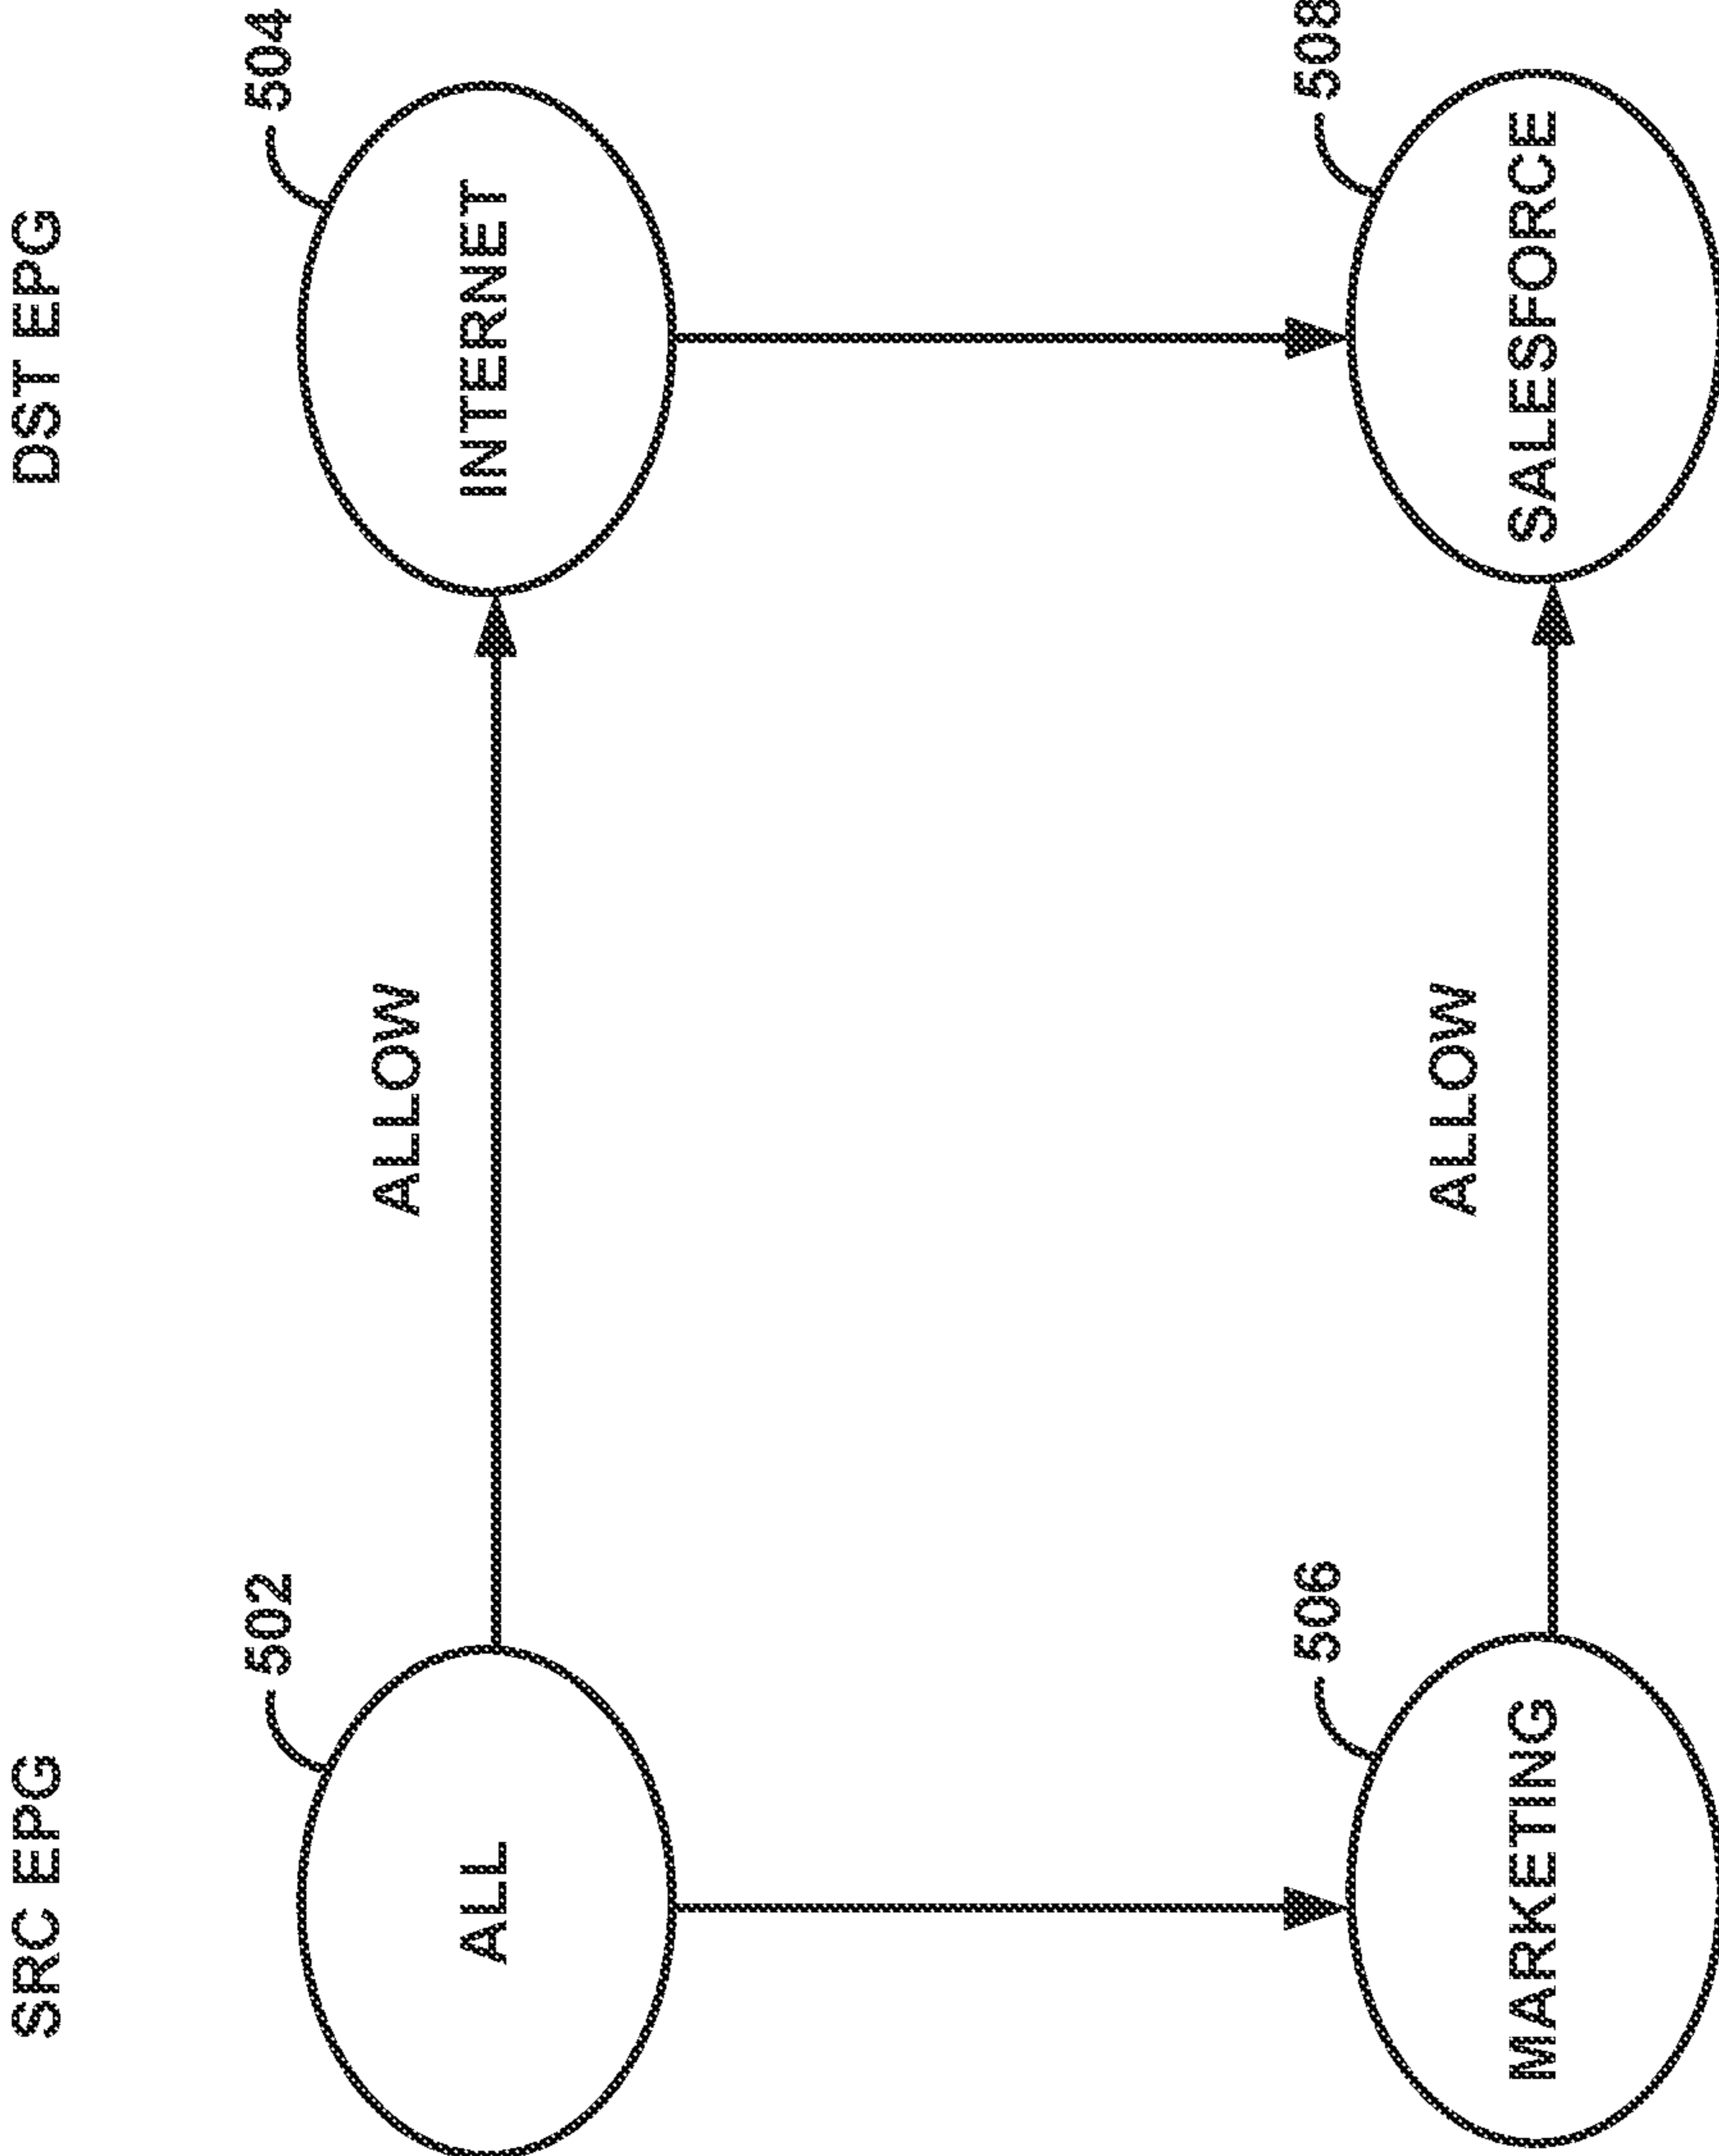 SRC EPG
DST EPG
502
504
ALL
ALLOW
INTERNET
506
508
MARKETING
ALLOW
SALESFORCE